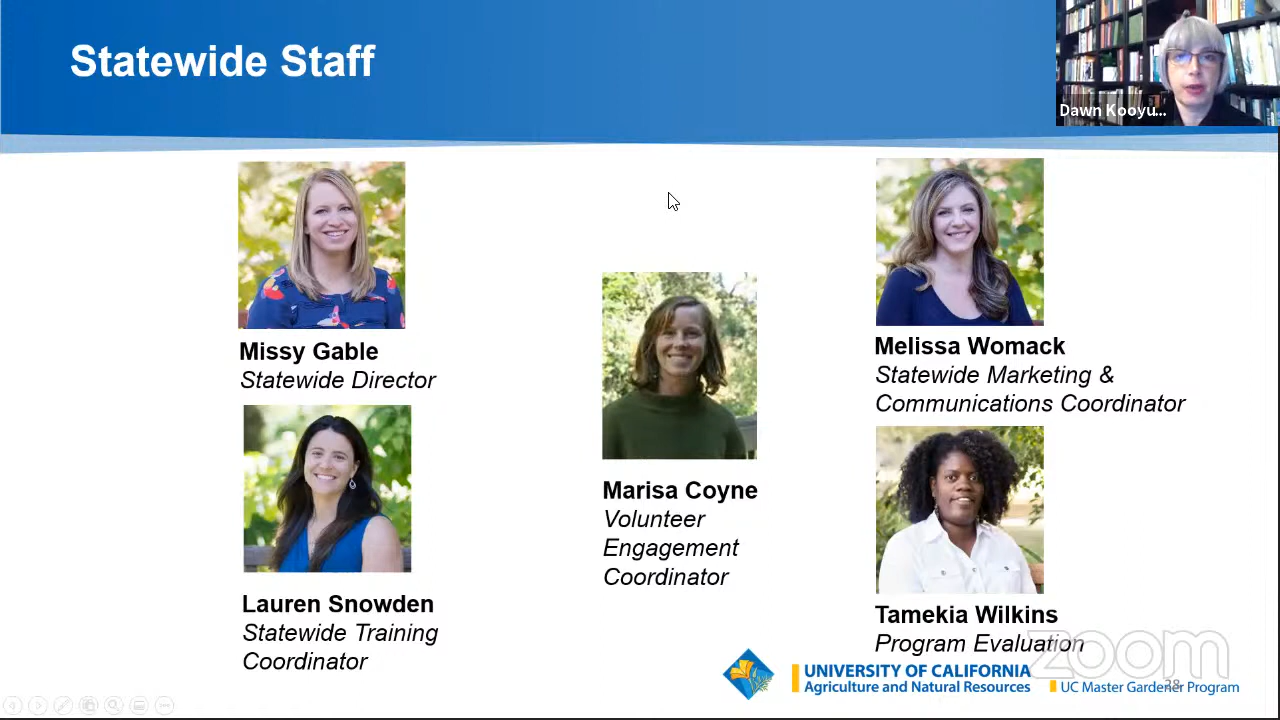 Statewide Staff
Dawn Kooyu...
Missy Gable
Statewide Director
Lauren Snowden
Statewide Training
Coordinator
Marisa Coyne
Volunteer
Engagement
Coordinator
Melissa Womack
Statewide Marketing &
Communications Coordinator
Tamekia Wilkins
Program Evaluation
zoom
UNIVERSITY OF CALIFORNIA
Agriculture and Natural Resources
UC Master Gardener Program
28